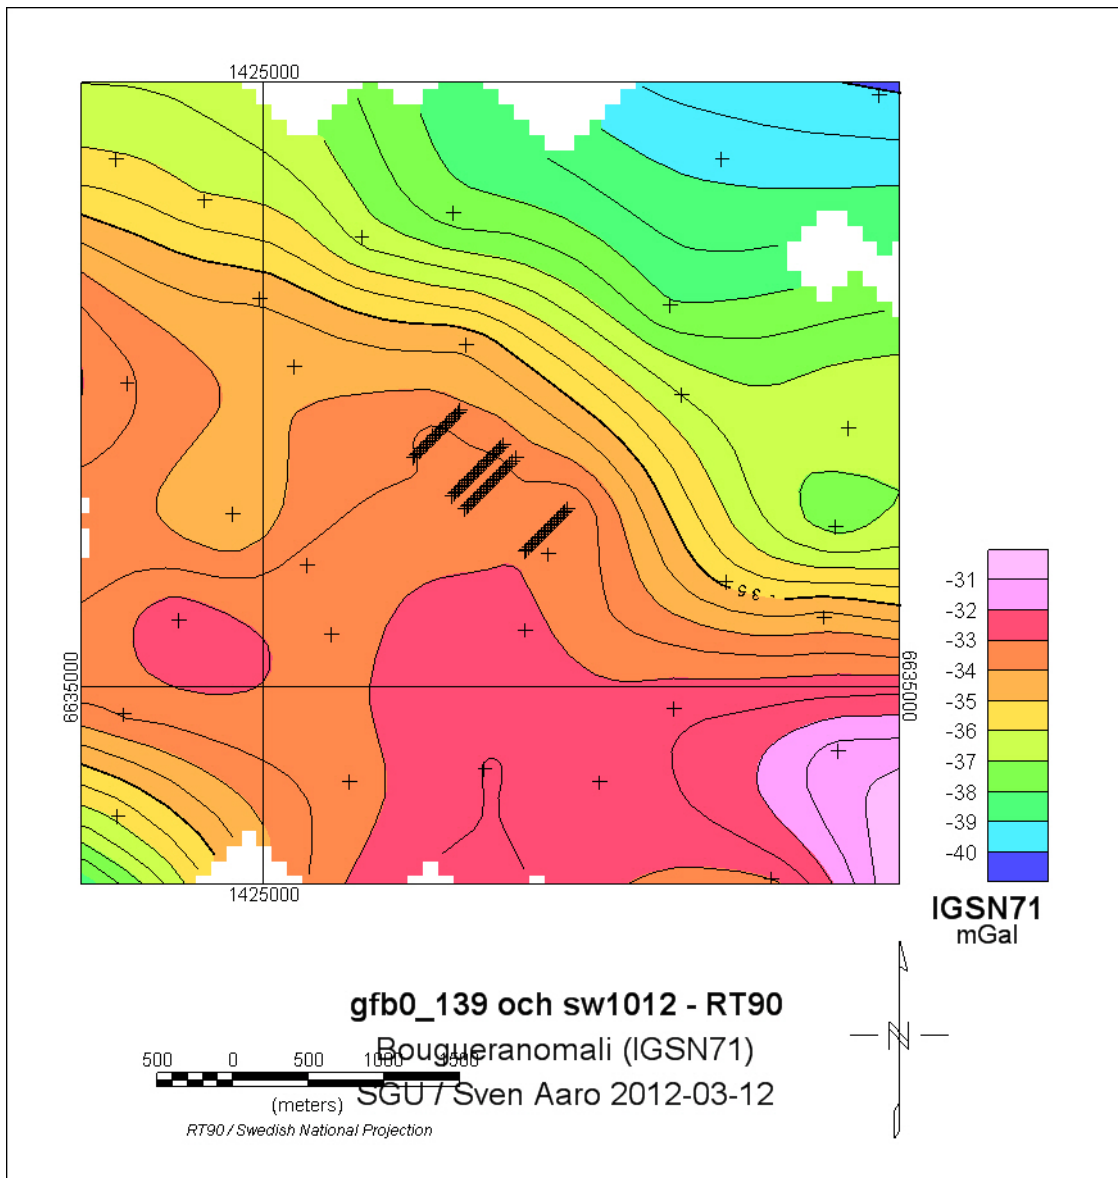 1425000
6635000
6635000
- 3 5
1425000
-31
-32
-33
-34
-35
-36
-37
-38
-39
-40
IGSN71
mGal
gfb0_139 och sw1012 - RT90
Bougueranomali (IGSN71)
SGU / Sven Aaro 2012-03-12
500 0 500 1000 1500
(meters)
RT90 / Swedish National Projection
N